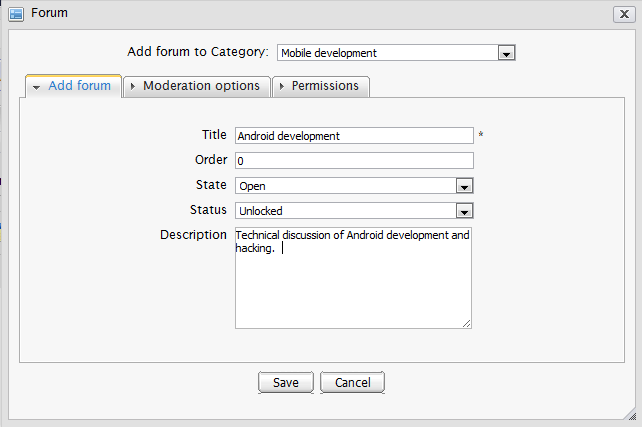 Forum
Add forum to Category: Mobile development
Add forum Moderation options Permissions
Title Android development *
Order 0
State Open
Status Unlocked
Description Technical discussion of Android development and
hacking.
Save Cancel